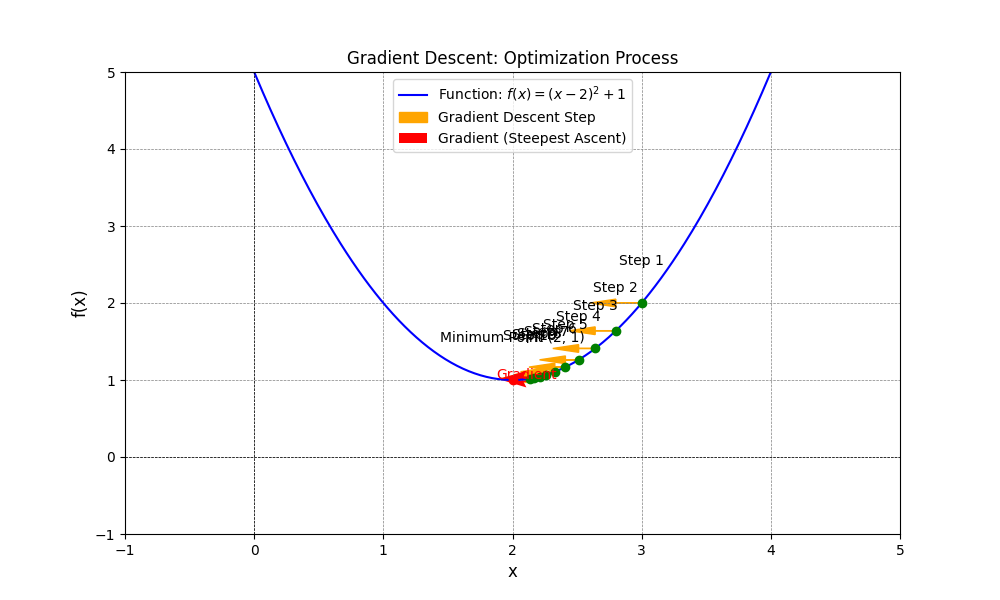 Gradient Descent: Optimization Process
Function: f(x) = (x − 2)² + 1
Gradient Descent Step
Gradient (Steepest Ascent)
f(x)
5
4
3
2
1
0
−1
Step 1
Step 2
Step 3
Step 4
Step 5
Minimum Point (2, 1)
Gradient
−1
0
1
2
3
4
5
x